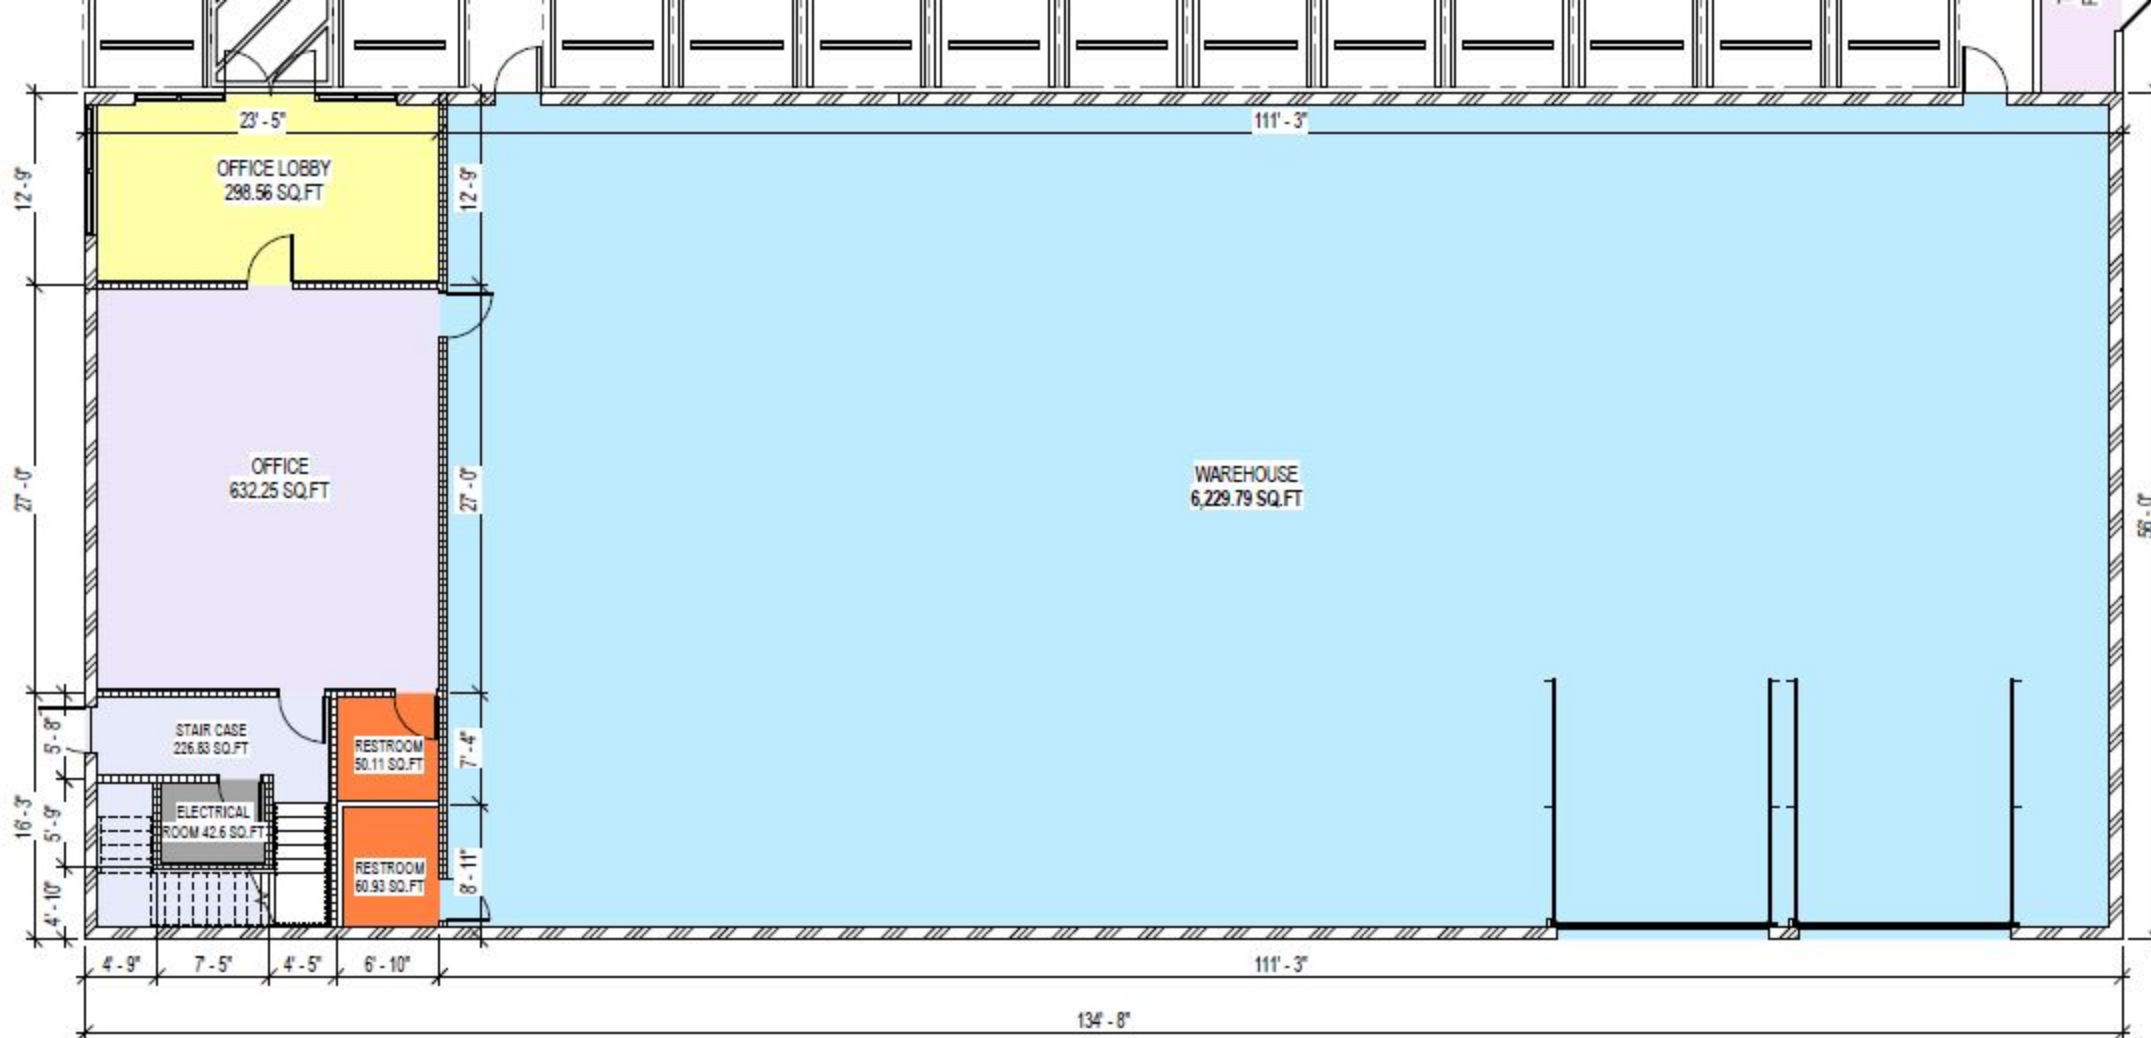 23' - 5"
111' - 3"
12' - 9"
OFFICE LOBBY
298.56 SQ.FT
12' - 9"
27' - 0"
OFFICE
632.25 SQ.FT
27' - 0"
WAREHOUSE
6,229.79 SQ.FT
56' - 0"
16' - 3"
5' - 8"
STAIR CASE
226.83 SQ.FT
RESTROOM
50.11 SQ.FT
7' - 4"
5' - 9"
ELECTRICAL
ROOM 42.6 SQ.FT
4' - 10"
RESTROOM
60.93 SQ.FT
8' - 11"
4' - 9"
7' - 5"
4' - 5"
6' - 10"
111' - 3"
134' - 8"